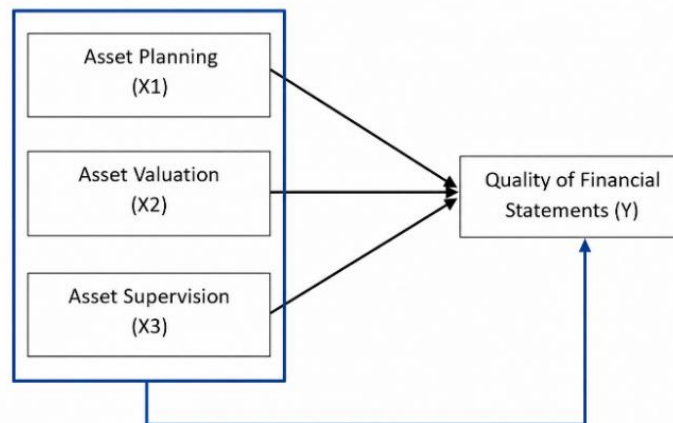 Asset Planning
(X1)
Asset Valuation
(X2)
Asset Supervision
(X3)
Quality of Financial
Statements (Y)